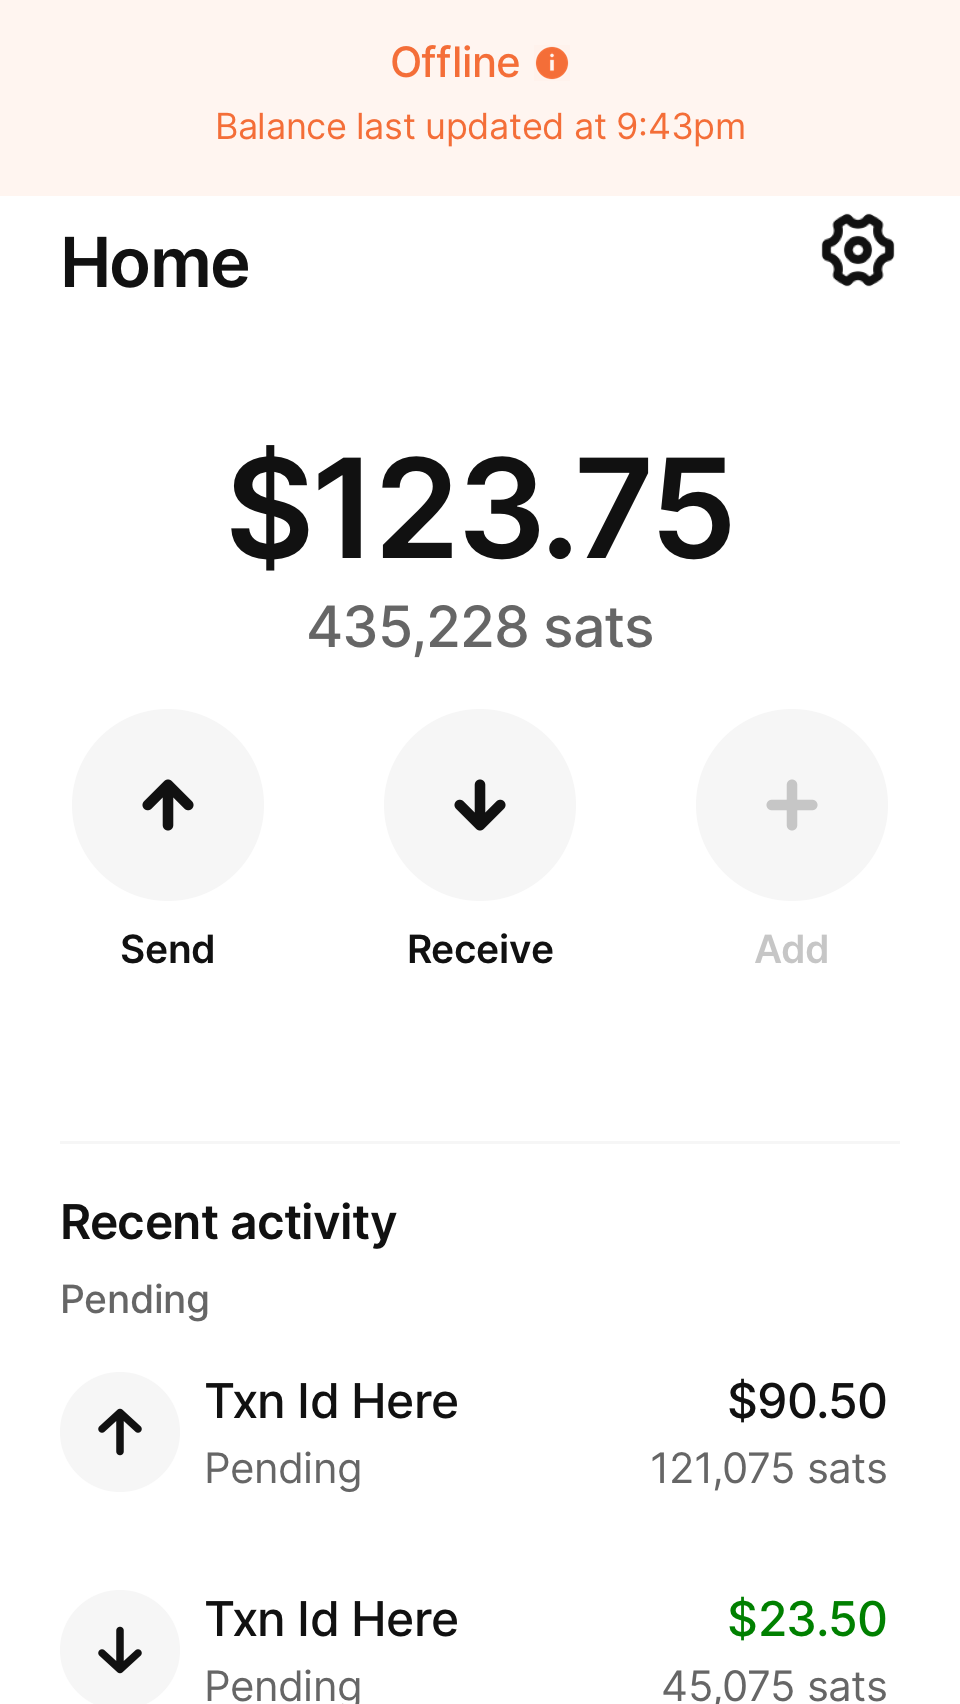 Offline
Balance last updated at 9:43pm
Home
$123.75
435,228 sats
Send
Receive
Add
Recent activity
Pending
Txn Id Here
$90.50
Pending
121,075 sats
Txn Id Here
$23.50
Pending
45,075 sats